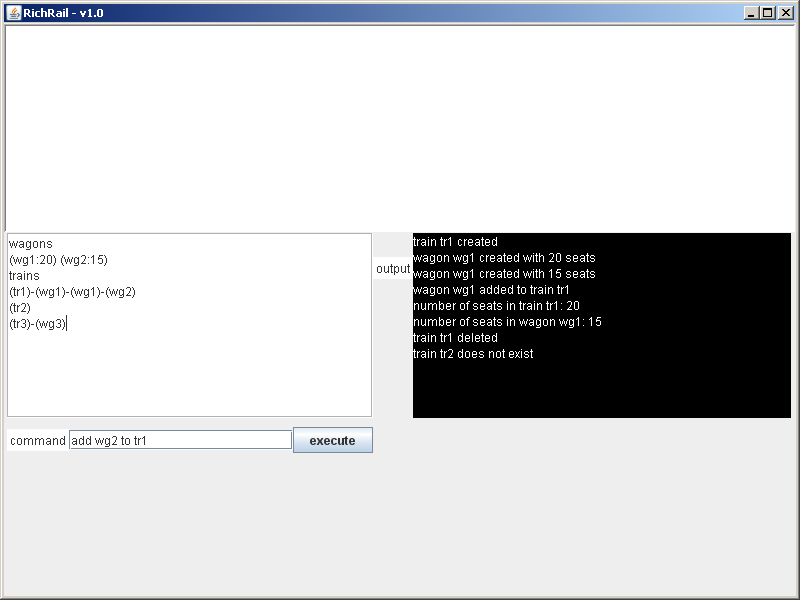 RichRail - v1.0
wagons
(wg1:20) (wg2:15)
trains
(tr1)-(wg1)-(wg1)-(wg2)
(tr2)
(tr3)-(wg3)
output
train tr1 created
wagon wg1 created with 20 seats
wagon wg1 created with 15 seats
wagon wg1 added to train tr1
number of seats in train tr1: 20
number of seats in wagon wg1: 15
train tr1 deleted
train tr2 does not exist
command add wg2 to tr1 execute